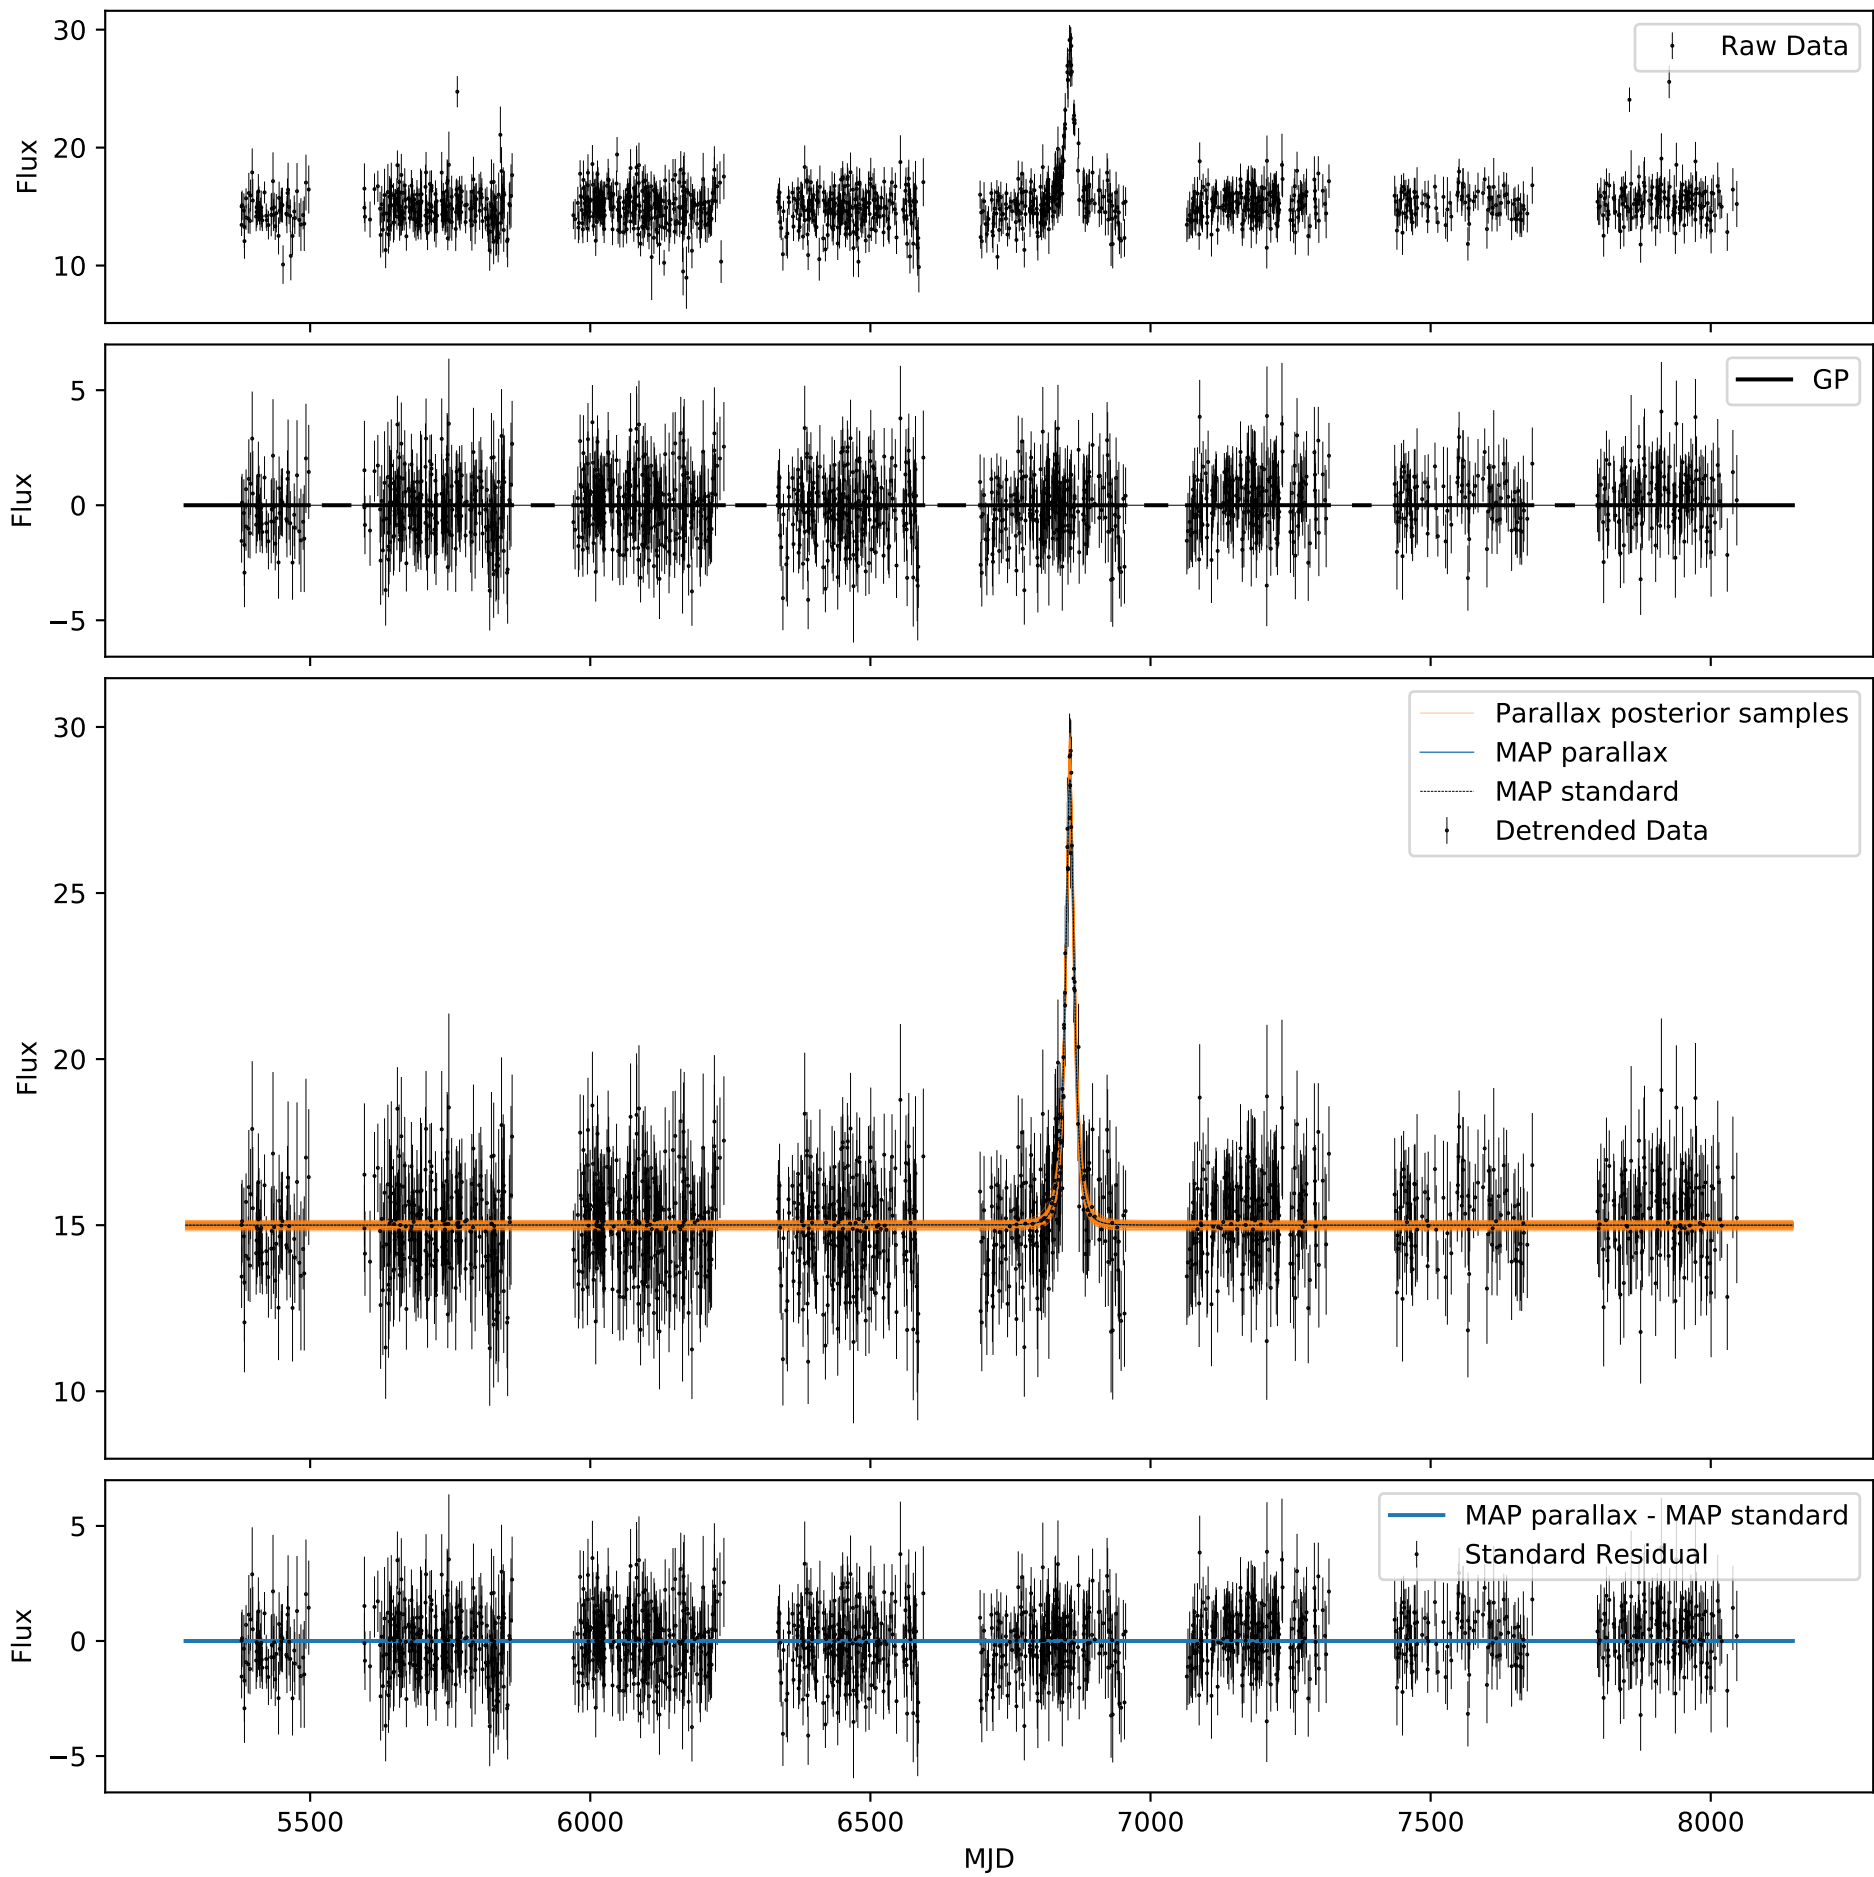 30
20
10
Flux
Raw Data
5
0
−5
Flux
GP
30
25
20
15
10
Flux
Parallax posterior samples
MAP parallax
MAP standard
Detrended Data
5
0
−5
Flux
MAP parallax - MAP standard
Standard Residual
5500 6000 6500 7000 7500 8000
MJD